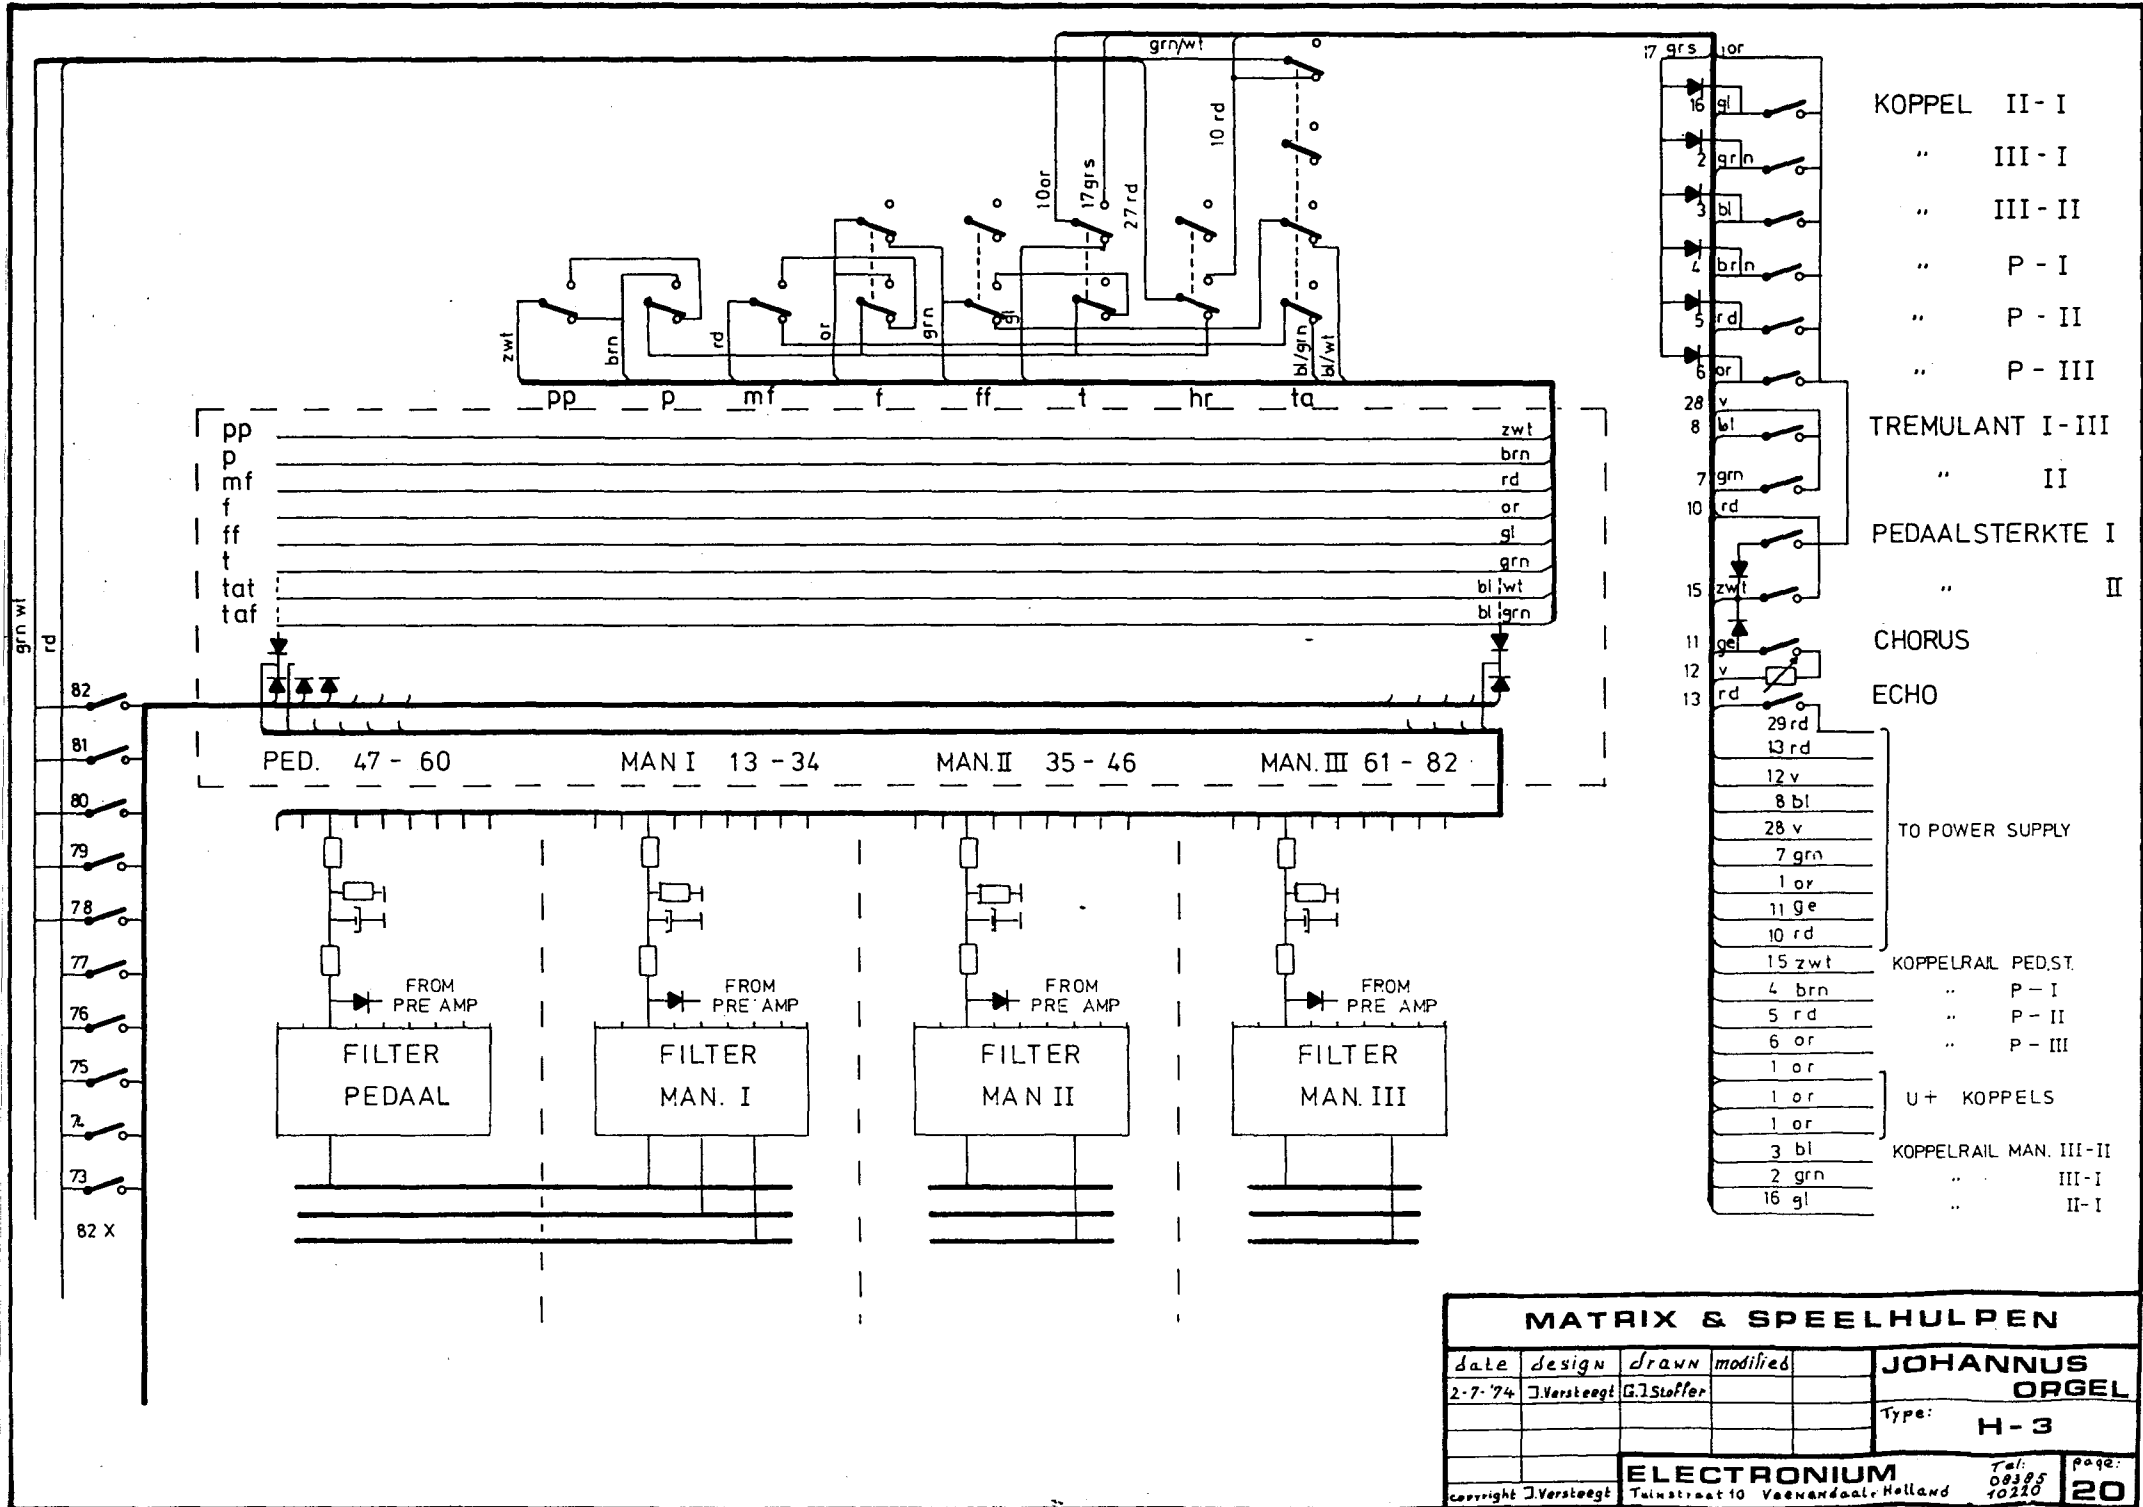 grn/wt
17 grs
1 or
10 or
17 grs
27 rd
10 rd
16 gl
KOPPEL II - I
2 grn
" III - I
3 bl
" III - II
4 brn
" P - I
5 rd
" P - II
6 or
" P - III
28 v
8 bl
TREMULANT I - III
7 grn
" II
10 rd
PEDAALSTERKTE I
15 zwt
" II
11 ge
CHORUS
12 v
13 rd
ECHO
zwt
brn
rd
or
grn
gl
bl/grn
bl/wt
pp p mf f ff t hr ta
pp zwt
p brn
mf rd
f or
ff gl
t grn
tat bl wt
taf bl grn
grn wt
rd
82
81
80
79
78
77
76
75
74
73
82 X
PED. 47 - 60
MAN I 13 - 34
MAN. II 35 - 46
MAN. III 61 - 82
FROM PRE AMP
FROM PRE AMP
FROM PRE AMP
FROM PRE AMP
FILTER PEDAAL
FILTER MAN. I
FILTER MAN II
FILTER MAN. III
29 rd
13 rd
12 v
8 bl
28 v
7 grn
1 or
11 ge
10 rd
TO POWER SUPPLY
15 zwt KOPPELRAIL PED.ST.
4 brn " P - I
5 rd " P - II
6 or " P - III
1 or
1 or
1 or
U + KOPPELS
3 bl KOPPELRAIL MAN. III - II
2 grn " III - I
16 gl " II - I
MATRIX & SPEELHULPEN
date design drawn modified
2-7-'74 J.Versteegt G.J Stoffer
JOHANNUS
ORGEL
Type:
H - 3
ELECTRONIUM
Tuinstraat 10 Veenendaal, Holland
Tel: 08385 10220
page: 20
copyright J.Versteegt